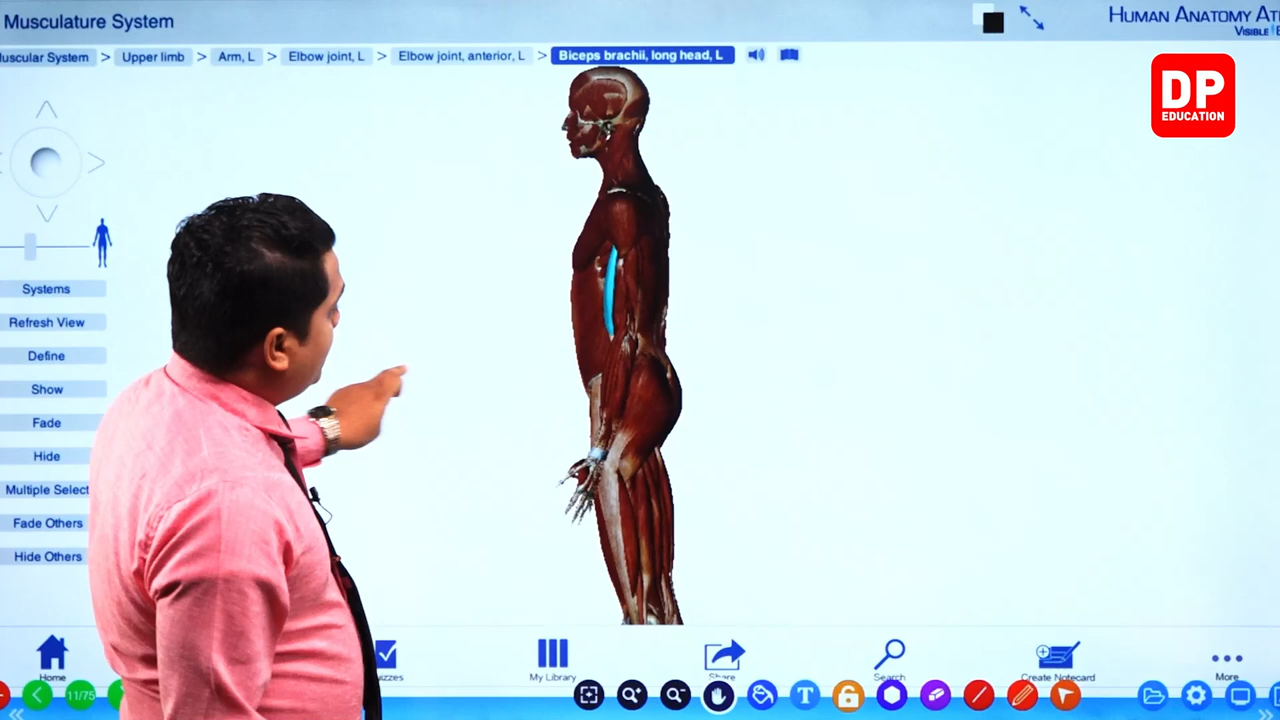 Musculature System
HUMAN ANATOMY
VISIBLE
uscular System > Upper limb > Arm, L > Elbow joint, L > Elbow joint, anterior, L > Biceps brachii, long head, L
DP
EDUCATION
Systems
Refresh View
Define
Show
Fade
Hide
Multiple Select
Fade Others
Hide Others
Home
uizzes
My Library
Share
Search
Create Notecard
More
11/75
T